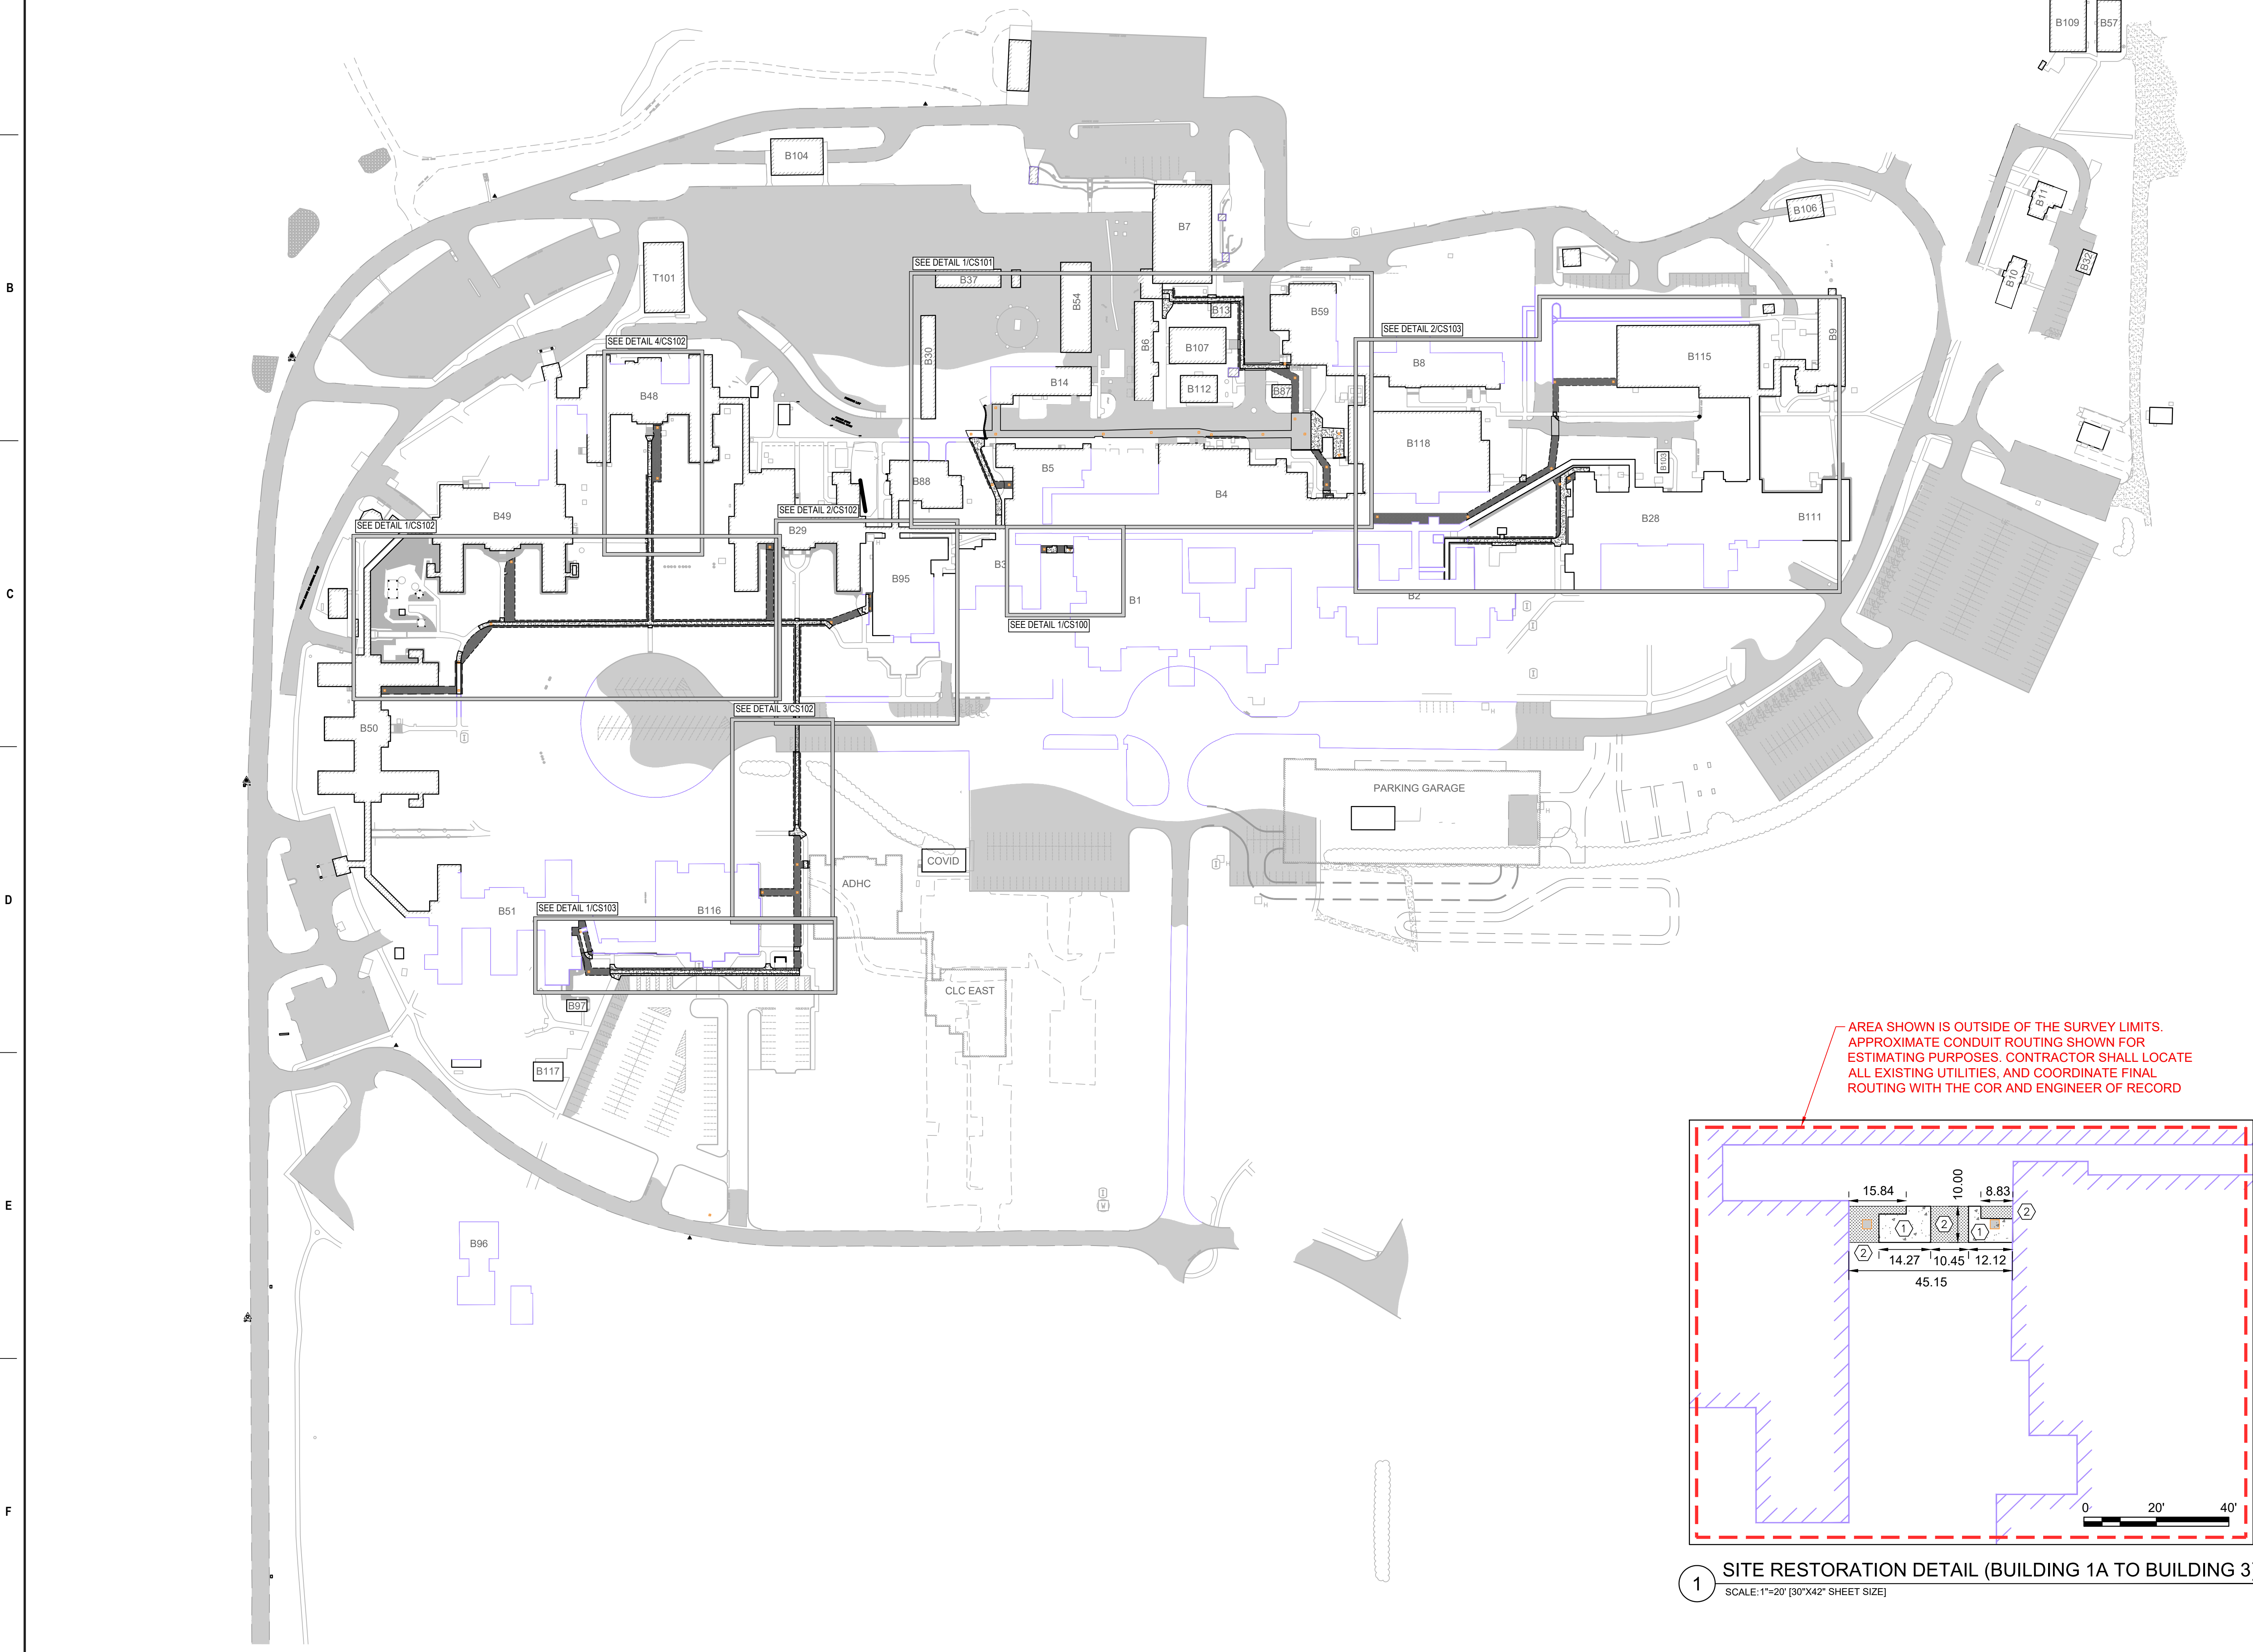 B109
B57
B104
B11
B106
B7
B32
B10
T101
SEE DETAIL 1/CS101
B37
B54
B13
B59
SEE DETAIL 2/CS103
B9
B
SEE DETAIL 4/CS102
B30
B6
B107
B8
B115
B48
B14
B112
B87
B118
B103
B5
B4
B88
SEE DETAIL 2/CS102
B49
SEE DETAIL 1/CS102
B29
B28
B111
B95
B3
C
B1
B2
SEE DETAIL 1/CS100
SEE DETAIL 3/CS102
B50
PARKING GARAGE
COVID
ADHC
D
B51
SEE DETAIL 1/CS103
B116
CLC EAST
B97
B117
AREA SHOWN IS OUTSIDE OF THE SURVEY LIMITS.
APPROXIMATE CONDUIT ROUTING SHOWN FOR
ESTIMATING PURPOSES. CONTRACTOR SHALL LOCATE
ALL EXISTING UTILITIES, AND COORDINATE FINAL
ROUTING WITH THE COR AND ENGINEER OF RECORD
E
B96
15.84
10.00
8.83
2
1
2
1
2
14.27
10.45
12.12
45.15
F
0
20'
40'
1
SITE RESTORATION DETAIL (BUILDING 1A TO BUILDING 3)
SCALE:1"=20' [30"X42" SHEET SIZE]